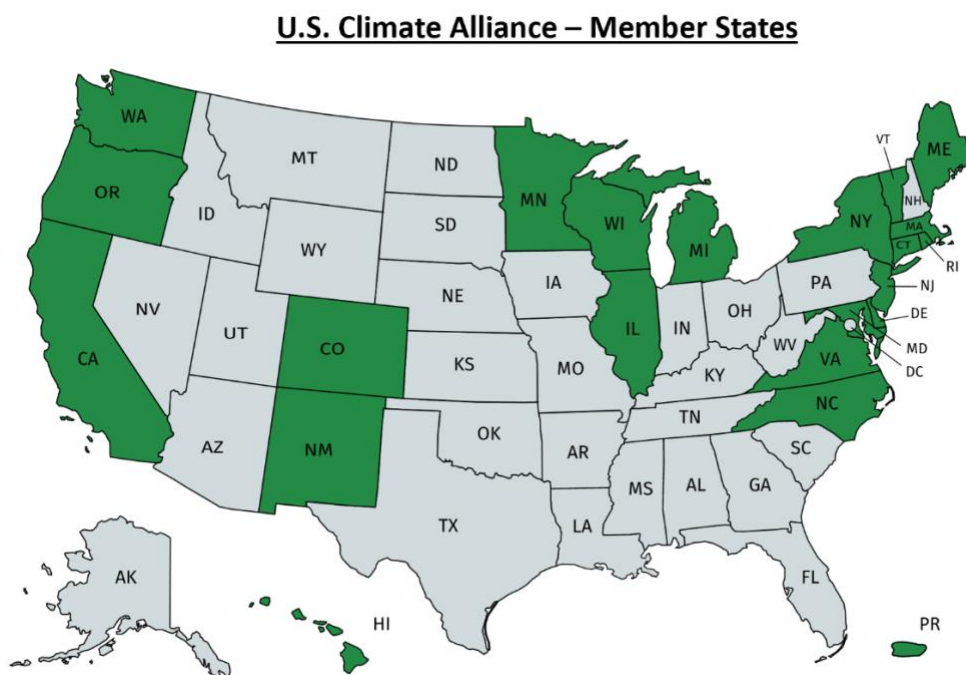 U.S. Climate Alliance – Member States
WA
MT
ND
MN
VT
ME
OR
ID
SD
WI
MI
NY
NH
MA
CT
RI
WY
IA
PA
NJ
NV
NE
IL
IN
OH
DE
UT
CO
KS
MO
WV
VA
MD
DC
CA
KY
NC
AZ
NM
OK
AR
TN
SC
MS
AL
GA
TX
LA
AK
FL
HI
PR